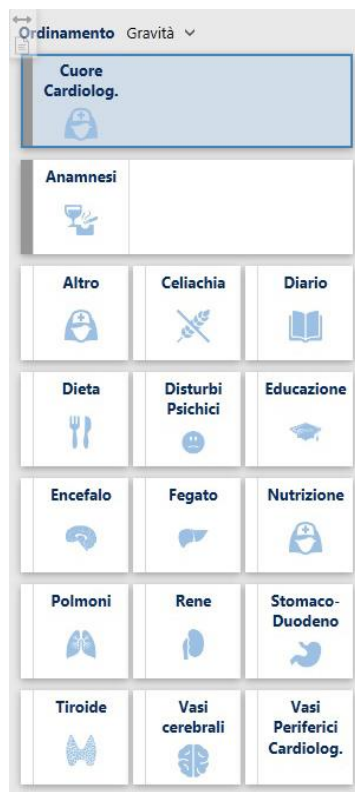 Ordinamento Gravità
Cuore
Cardiolog.
Anamnesi
Altro Celiachia Diario
Dieta Disturbi Psichici Educazione
Encefalo Fegato Nutrizione
Polmoni Rene Stomaco-Duodeno
Tiroide Vasi cerebrali Vasi Periferici Cardiolog.